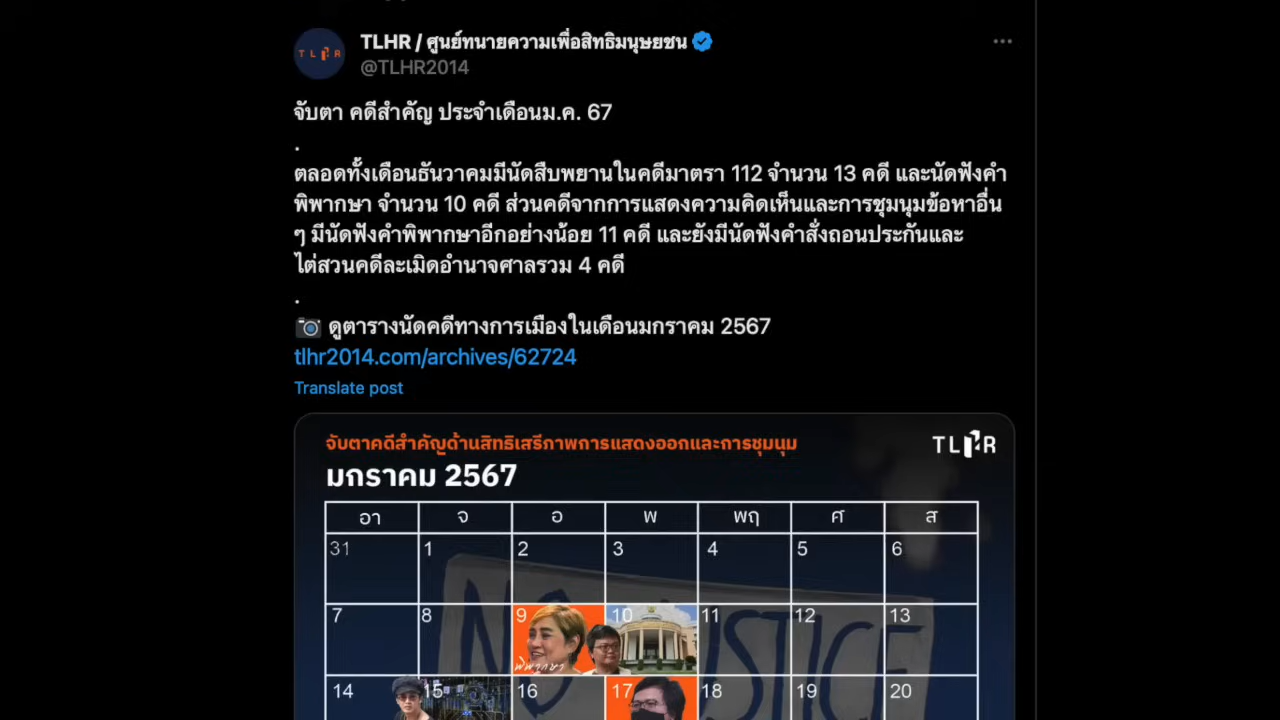 TLHR / ศูนย์ทนายความเพื่อสิทธิมนุษยชน
TLHR
@TLHR2014
จับตา คดีสำคัญ ประจำเดือนม.ค. 67
.
ตลอดทั้งเดือนธันวาคมมีนัดสืบพยานในคดีมาตรา 112 จำนวน 13 คดี และนัดฟังคำ
พิพากษา จำนวน 10 คดี ส่วนคดีจากการแสดงความคิดเห็นและการชุมนุมข้อหาอื่น
ๆ มีนัดฟังคำพิพากษาอีกอย่างน้อย 11 คดี และยังมีนัดฟังคำสั่งถอนประกันและ
ไต่สวนคดีละเมิดอำนาจศาลรวม 4 คดี
.
ดูตารางนัดคดีทางการเมืองในเดือนมกราคม 2567
tlhr2014.com/archives/62724
Translate post
จับตาคดีสำคัญด้านสิทธิเสรีภาพการแสดงออกและการชุมนุม
TLHR
มกราคม 2567
อา จ อ พ พฤ ศ ส
31 1 2 3 4 5 6
7 8 9 10 11 12 13
พิพากษา
14 15 16 17 18 19 20
NO JUSTICE